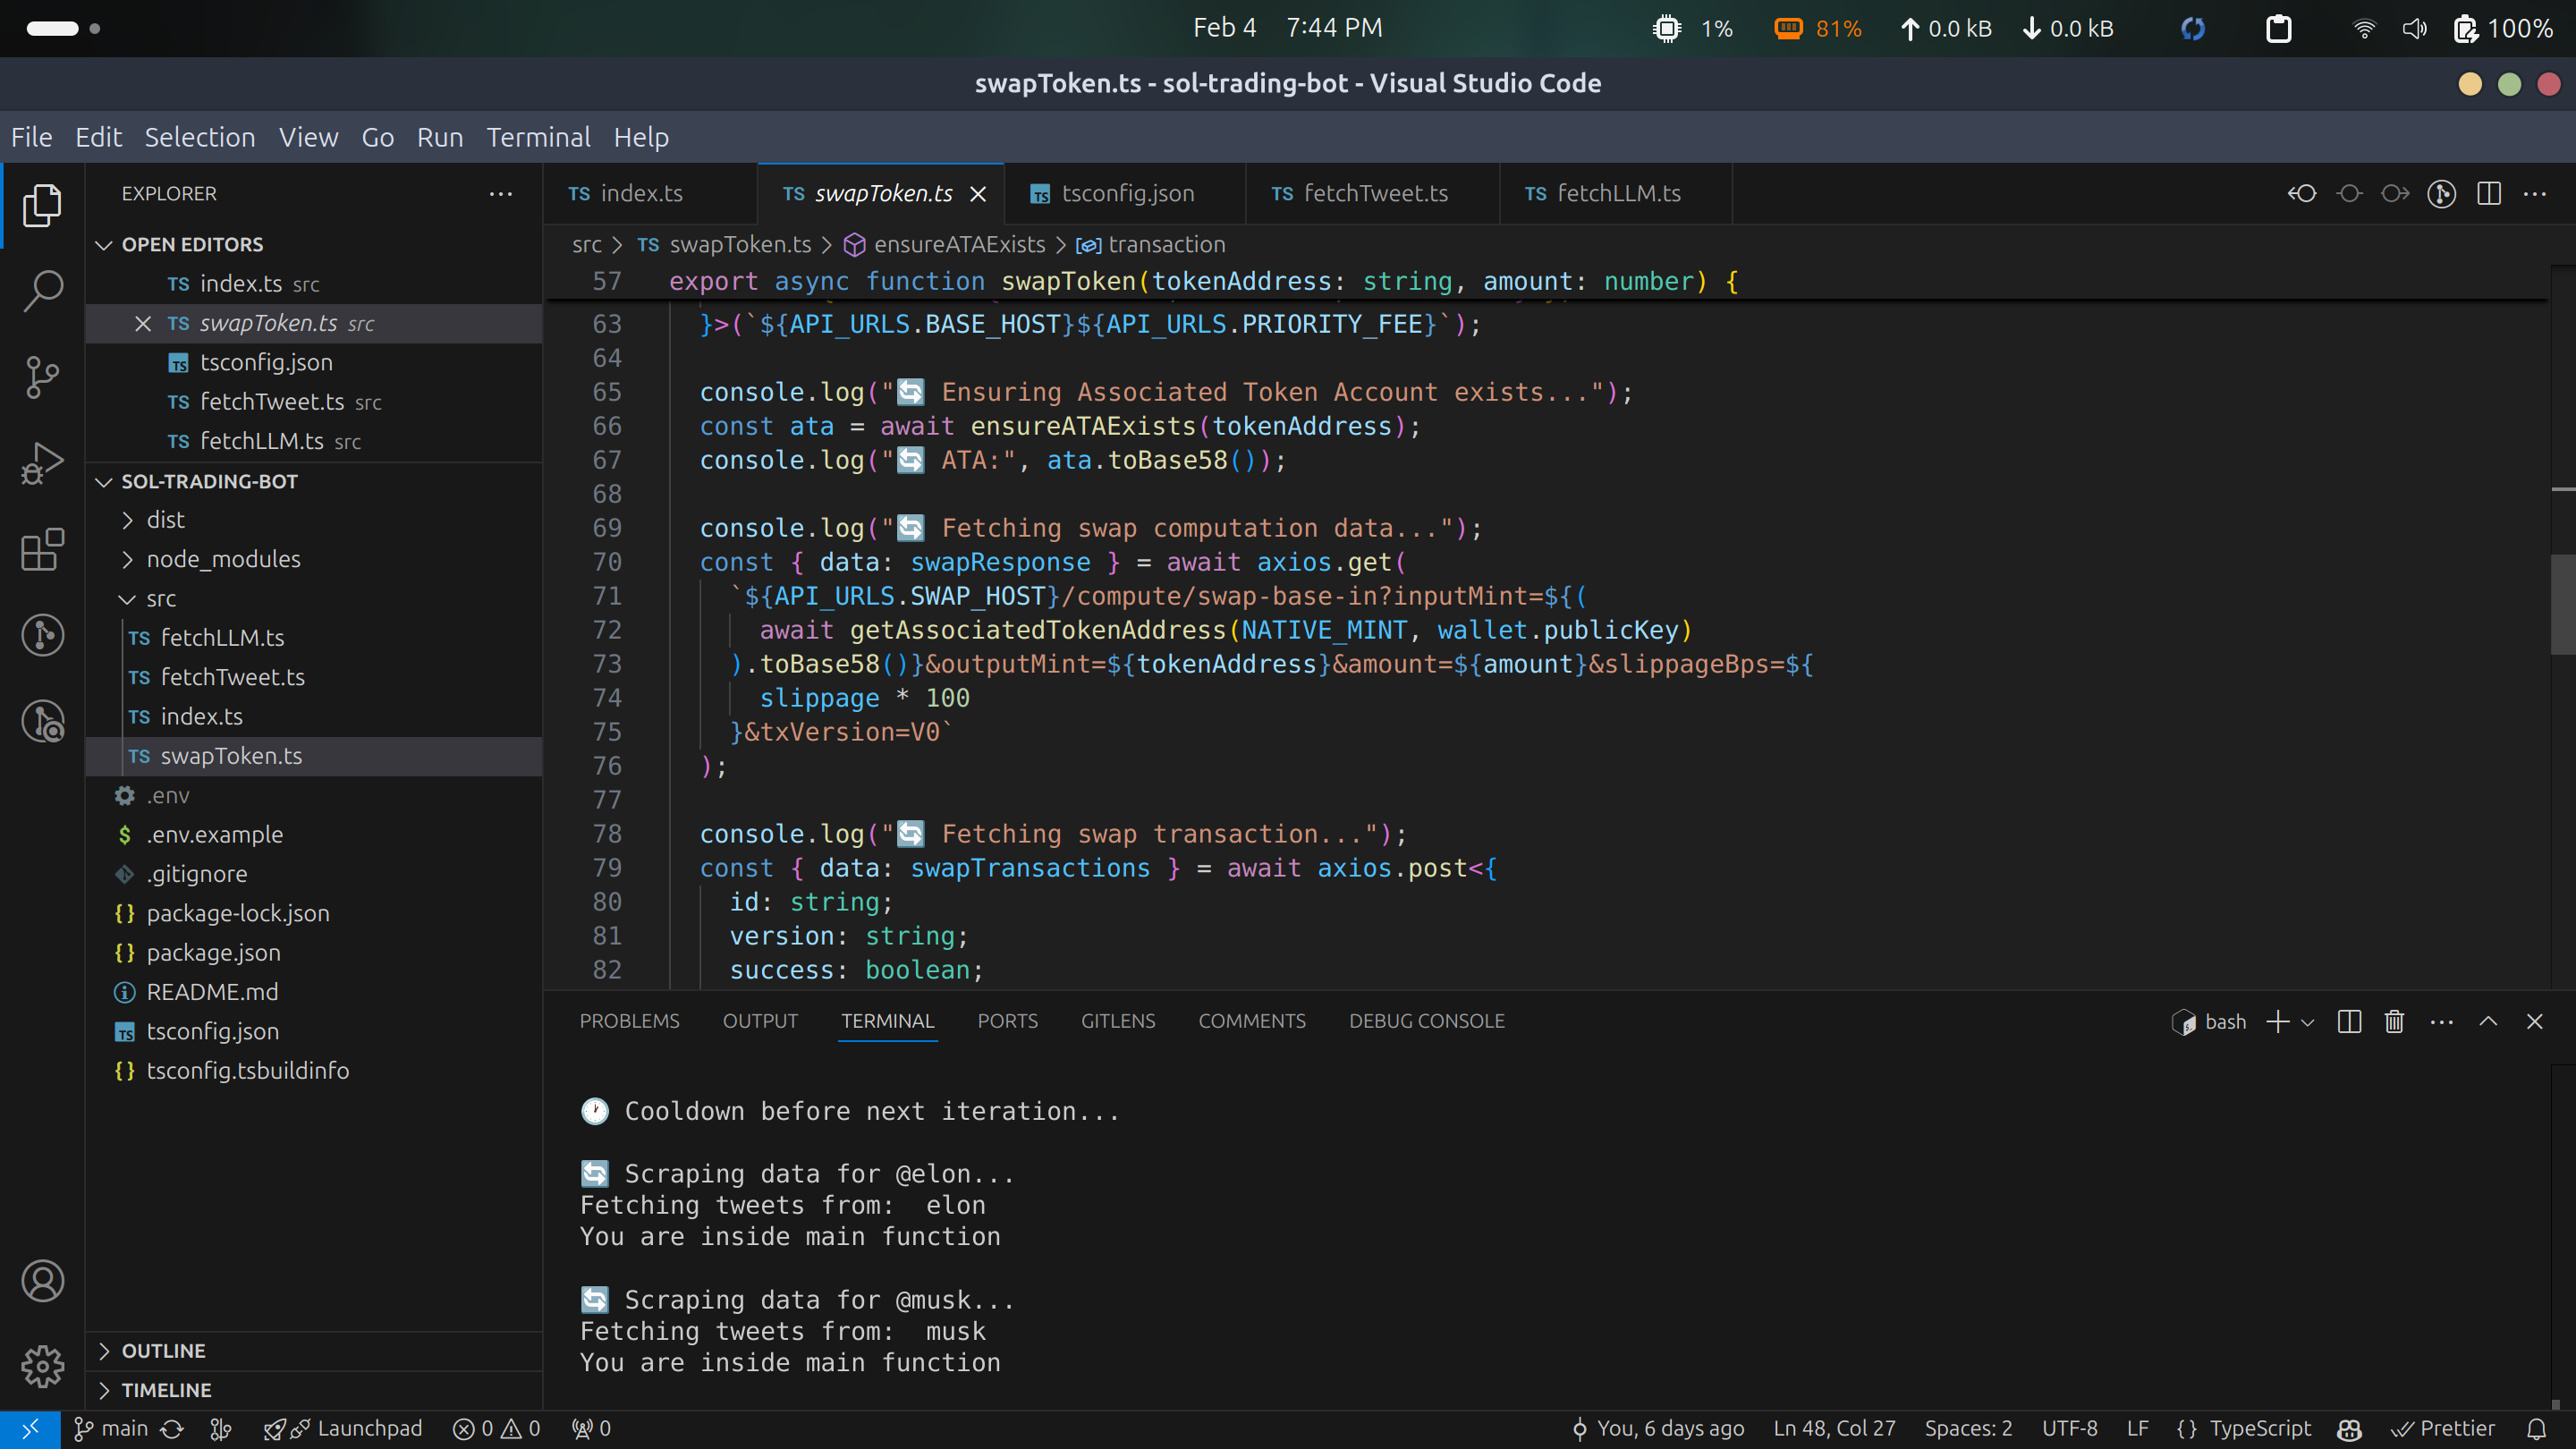 Feb 4 7:44 PM
1% 81% 0.0 kB 0.0 kB 100%
swapToken.ts - sol-trading-bot - Visual Studio Code
File Edit Selection View Go Run Terminal Help
EXPLORER
OPEN EDITORS
TS index.ts src
TS swapToken.ts src
TS tsconfig.json
TS fetchTweet.ts src
TS fetchLLM.ts src
SOL-TRADING-BOT
dist
node_modules
src
TS fetchLLM.ts
TS fetchTweet.ts
TS index.ts
TS swapToken.ts
.env
$ .env.example
.gitignore
{} package-lock.json
{} package.json
README.md
TS tsconfig.json
{} tsconfig.tsbuildinfo
OUTLINE
TIMELINE
TS index.ts TS swapToken.ts TS tsconfig.json TS fetchTweet.ts TS fetchLLM.ts
src > TS swapToken.ts > ensureATAExists > transaction
57 export async function swapToken(tokenAddress: string, amount: number) {
63 }>(`${API_URLS.BASE_HOST}${API_URLS.PRIORITY_FEE}`);
64
65 console.log("🔄 Ensuring Associated Token Account exists...");
66 const ata = await ensureATAExists(tokenAddress);
67 console.log("🔄 ATA:", ata.toBase58());
68
69 console.log("🔄 Fetching swap computation data...");
70 const { data: swapResponse } = await axios.get(
71 `${API_URLS.SWAP_HOST}/compute/swap-base-in?inputMint=${(
72 await getAssociatedTokenAddress(NATIVE_MINT, wallet.publicKey)
73 ).toBase58()}&outputMint=${tokenAddress}&amount=${amount}&slippageBps=${
74 slippage * 100
75 }&txVersion=V0`
76 );
77
78 console.log("🔄 Fetching swap transaction...");
79 const { data: swapTransactions } = await axios.post<{
80 id: string;
81 version: string;
82 success: boolean;
PROBLEMS OUTPUT TERMINAL PORTS GITLENS COMMENTS DEBUG CONSOLE
bash
🕐 Cooldown before next iteration...
🔄 Scraping data for @elon...
Fetching tweets from:  elon
You are inside main function
🔄 Scraping data for @musk...
Fetching tweets from:  musk
You are inside main function
main Launchpad 0 0 0 You, 6 days ago Ln 48, Col 27 Spaces: 2 UTF-8 LF {} TypeScript Prettier